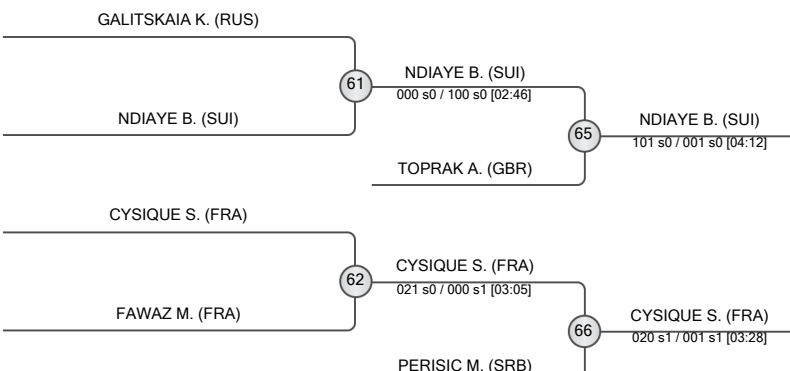 GALITSKAIA K. (RUS)
61
NDIAYE B. (SUI)
000 s0 / 100 s0 [02:46]
NDIAYE B. (SUI)
65
NDIAYE B. (SUI)
101 s0 / 001 s0 [04:12]
TOPRAK A. (GBR)
CYSIQUE S. (FRA)
62
CYSIQUE S. (FRA)
021 s0 / 000 s1 [03:05]
FAWAZ M. (FRA)
66
CYSIQUE S. (FRA)
020 s1 / 001 s1 [03:28]
PERISIC M. (SRB)